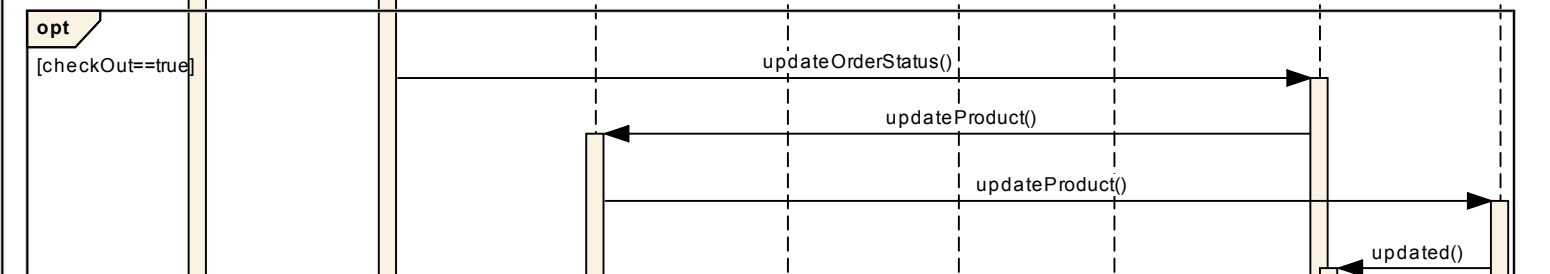 opt
[checkOut==true]
updateOrderStatus()
updateProduct()
updateProduct()
updated()